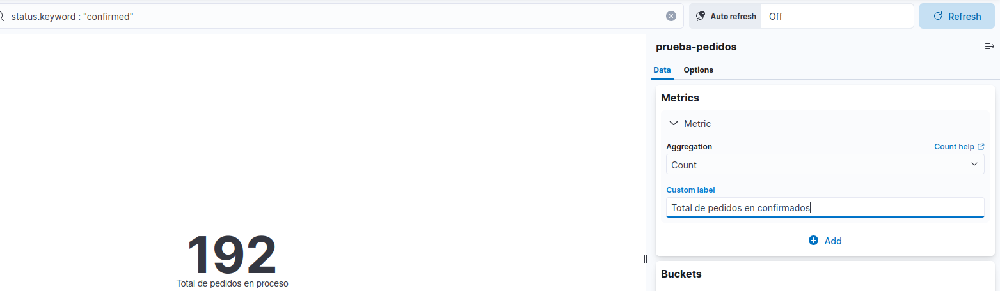 status.keyword : "confirmed"
Auto refresh
Off
Refresh
prueba-pedidos
Data
Options
Metrics
Metric
Aggregation
Count help
Count
Custom label
Total de pedidos en confirmados
Add
Buckets
192
Total de pedidos en proceso